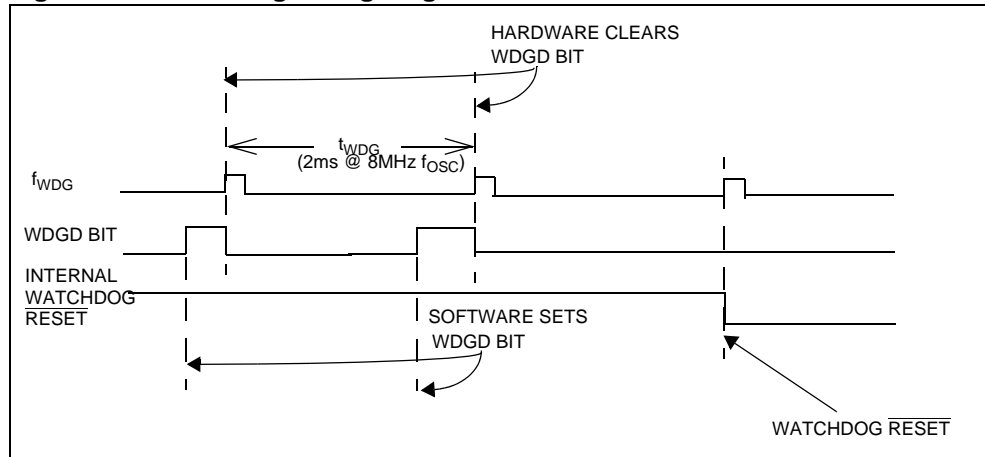 HARDWARE CLEARS
WDGD BIT
tWDG
(2ms @ 8MHz fOSC)
fWDG
WDGD BIT
INTERNAL
WATCHDOG
RESET
SOFTWARE SETS
WDGD BIT
WATCHDOG RESET